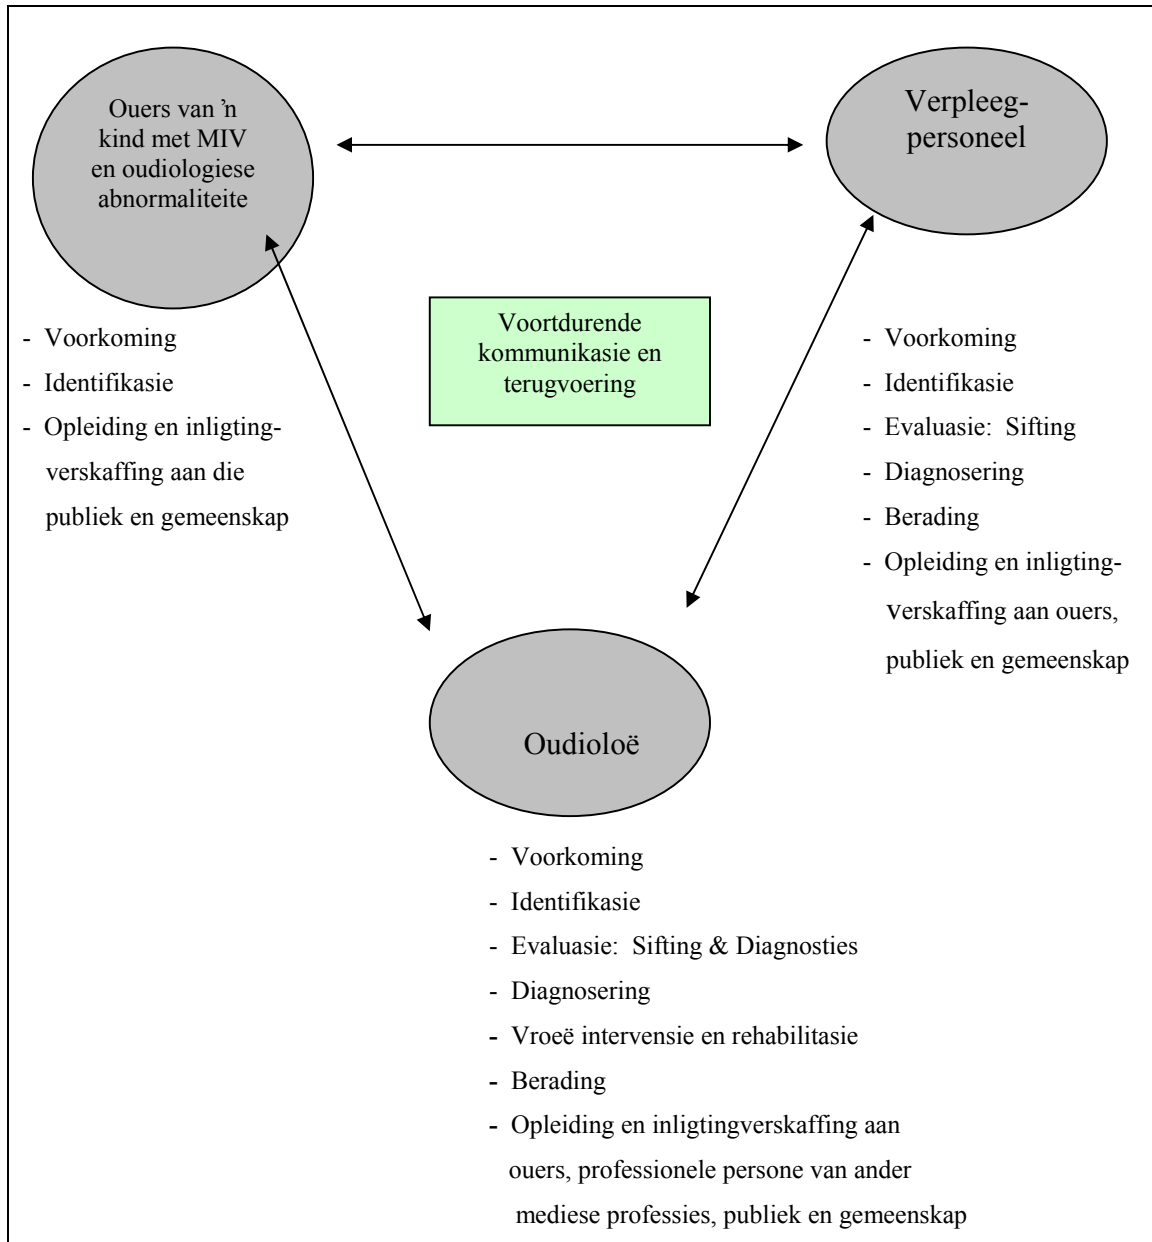 Ouers van 'n
kind met MIV
en oudiologiese
abnormaliteite
Verpleeg-
personeel
Voortdurende
kommunikasie en
terugvoering
- Voorkoming
- Identifikasie
- Opleiding en inligting-
verskaffing aan die
publiek en gemeenskap
- Voorkoming
- Identifikasie
- Evaluasie: Sifting
- Diagnosering
- Berading
- Opleiding en inligting-
verskaffing aan ouers,
publiek en gemeenskap
Oudioloë
- Voorkoming
- Identifikasie
- Evaluasie: Sifting & Diagnosties
- Diagnosering
- Vroeë intervensie en rehabilitasie
- Berading
- Opleiding en inligtingverskaffing aan
ouers, professionele persone van ander
mediese professies, publiek en gemeenskap